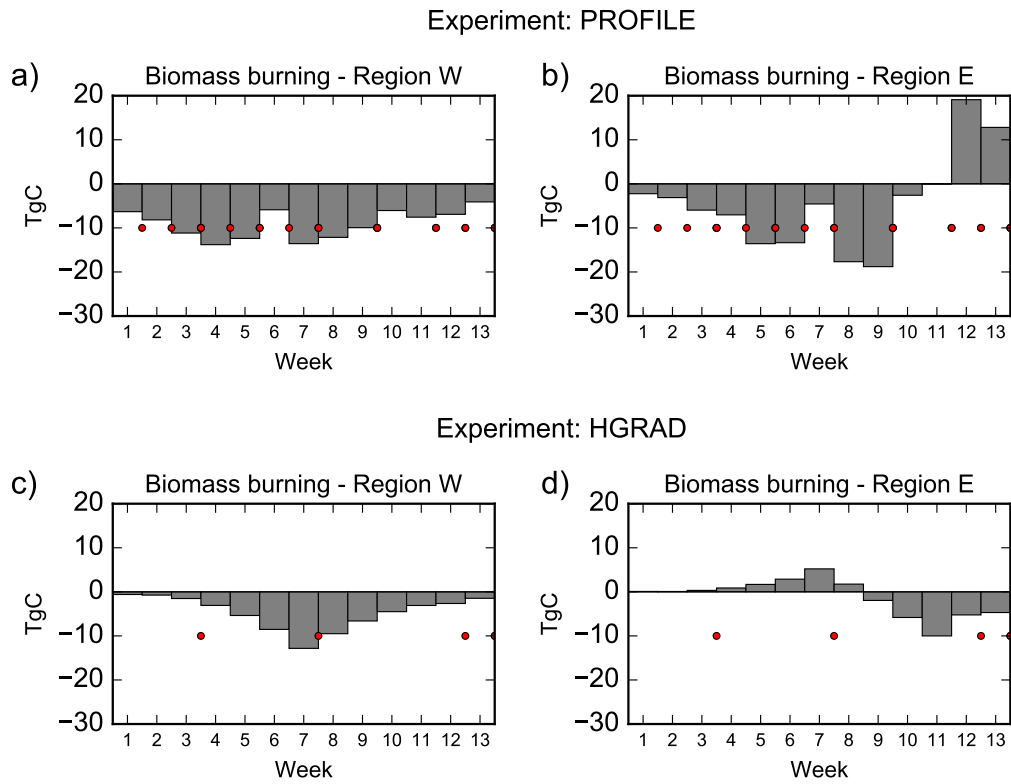 Experiment: PROFILE
a) Biomass burning - Region W
20
10
0
−10
−20
−30
TgC
1 2 3 4 5 6 7 8 9 10 11 12 13
Week
b) Biomass burning - Region E
20
10
0
−10
−20
−30
TgC
1 2 3 4 5 6 7 8 9 10 11 12 13
Week
Experiment: HGRAD
c) Biomass burning - Region W
20
10
0
−10
−20
−30
TgC
1 2 3 4 5 6 7 8 9 10 11 12 13
Week
d) Biomass burning - Region E
20
10
0
−10
−20
−30
TgC
1 2 3 4 5 6 7 8 9 10 11 12 13
Week